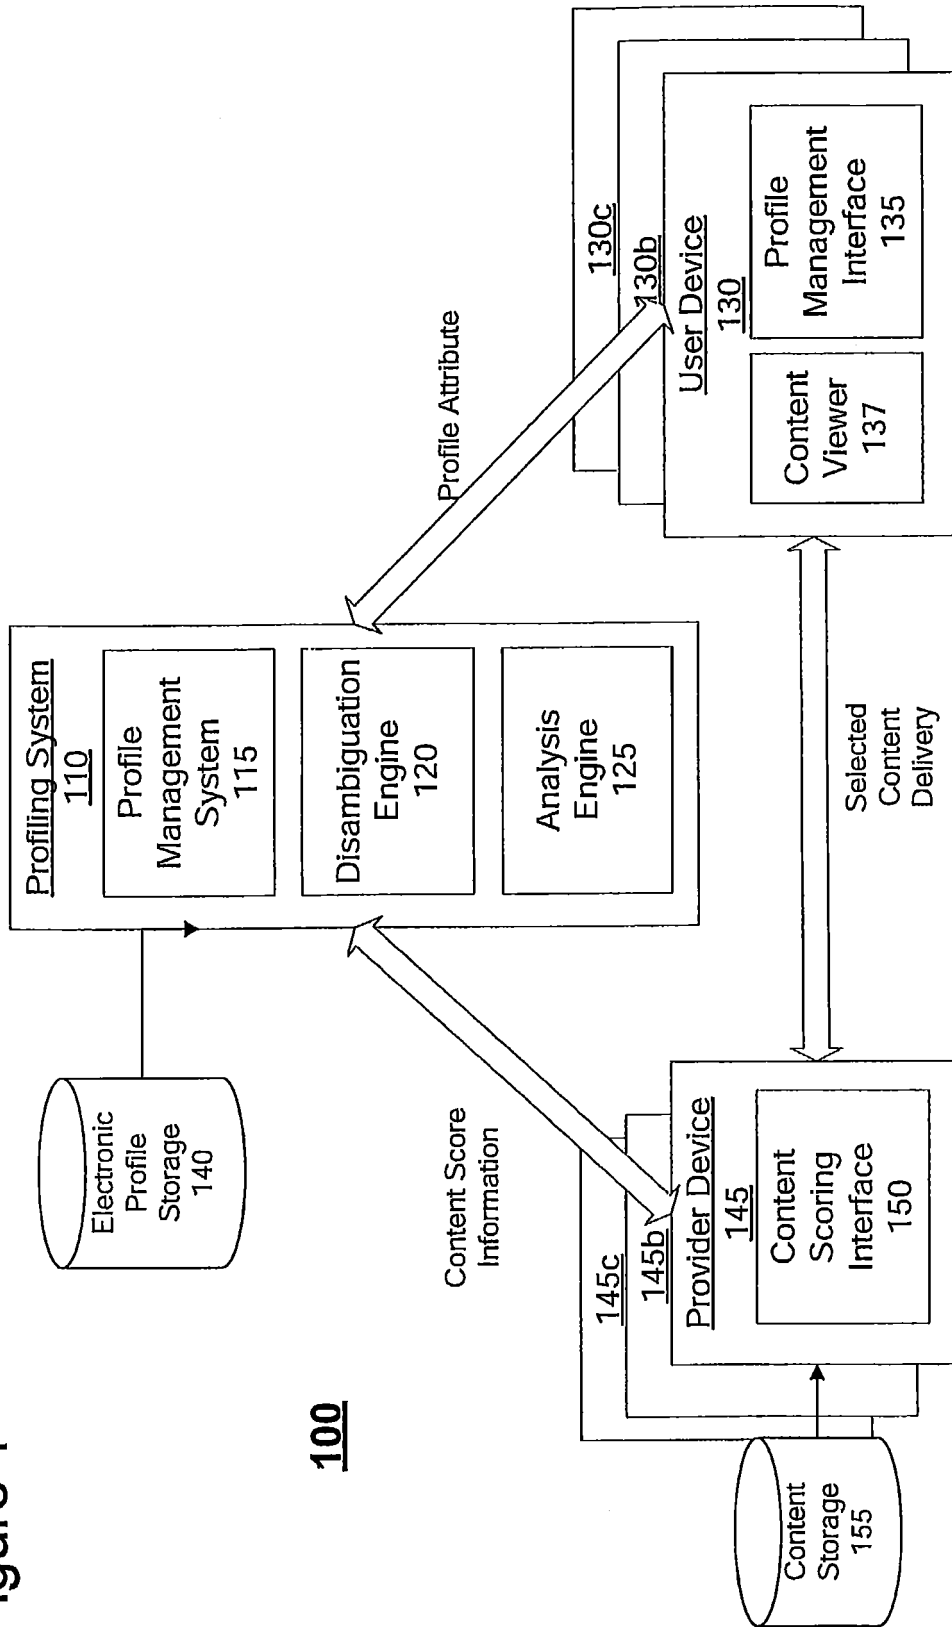 igure 1
100
Electronic
Profile
Storage
140
Profiling System
110
Profile
Management
System
115
Disambiguation
Engine
120
Analysis
Engine
125
Content Score
Information
Profile Attribute
145c
145b
Provider Device
145
Content
Scoring
Interface
150
Content
Storage
155
Selected
Content
Delivery
130c
130b
User Device
130
Content
Viewer
137
Profile
Management
Interface
135